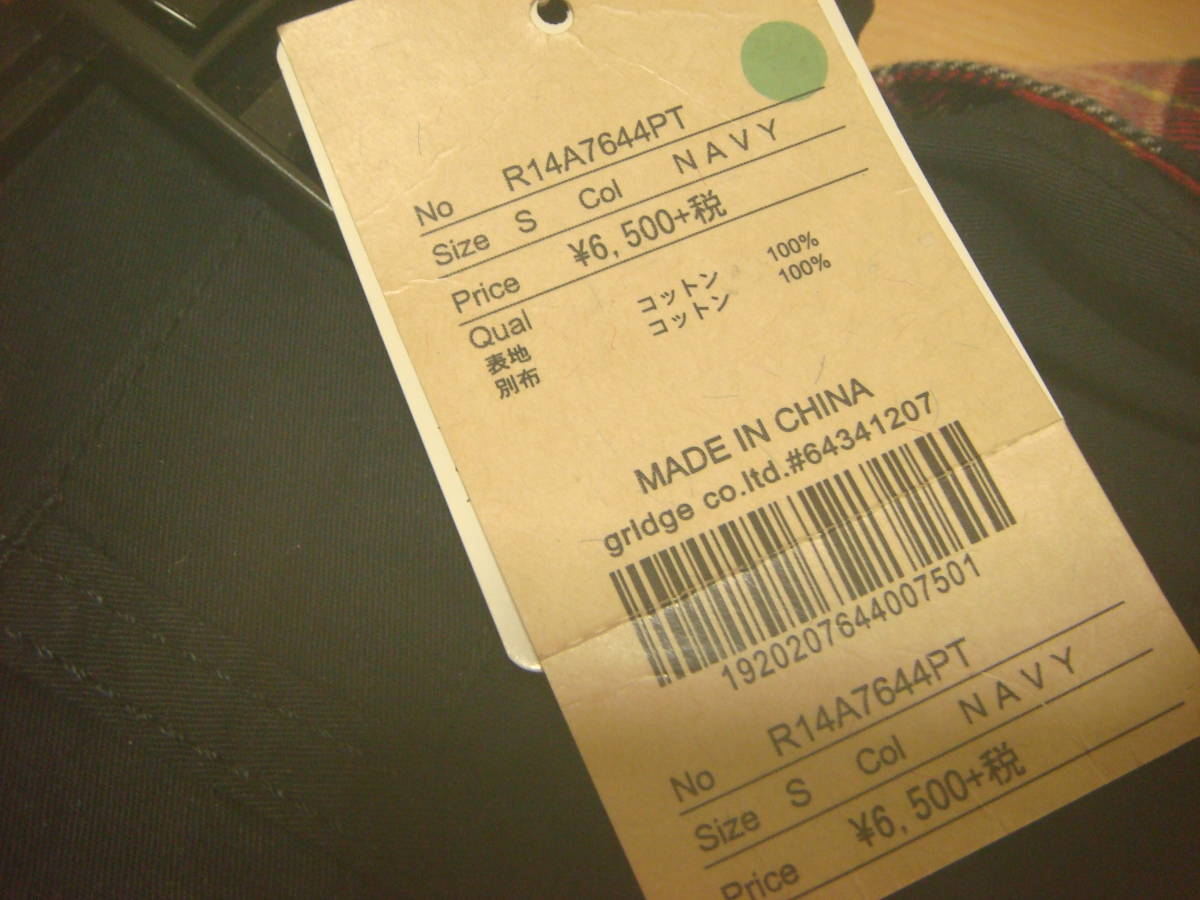 No R14A7644PT
Size S Col NAVY
Price ¥6,500+税
Qual
表地 コットン 100%
別布 コットン 100%
MADE IN CHINA
grIdge co.ltd.#64341207
1920207644007501
No R14A7644PT
Size S Col NAVY
Price ¥6,500+税